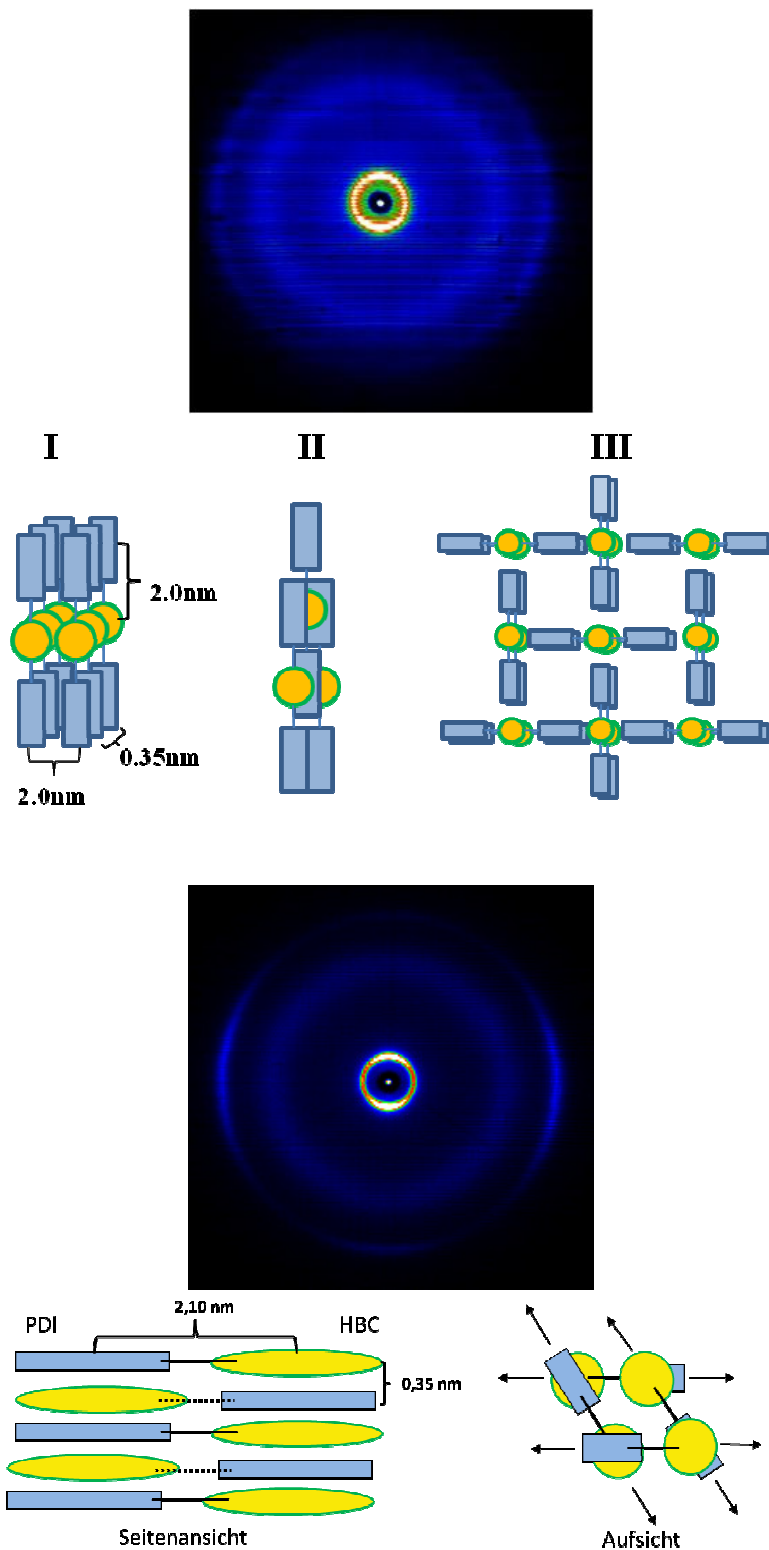 I II III
2.0nm
0.35nm
2.0nm
2,10 nm
PDI HBC
0,35 nm
Seitenansicht Aufsicht